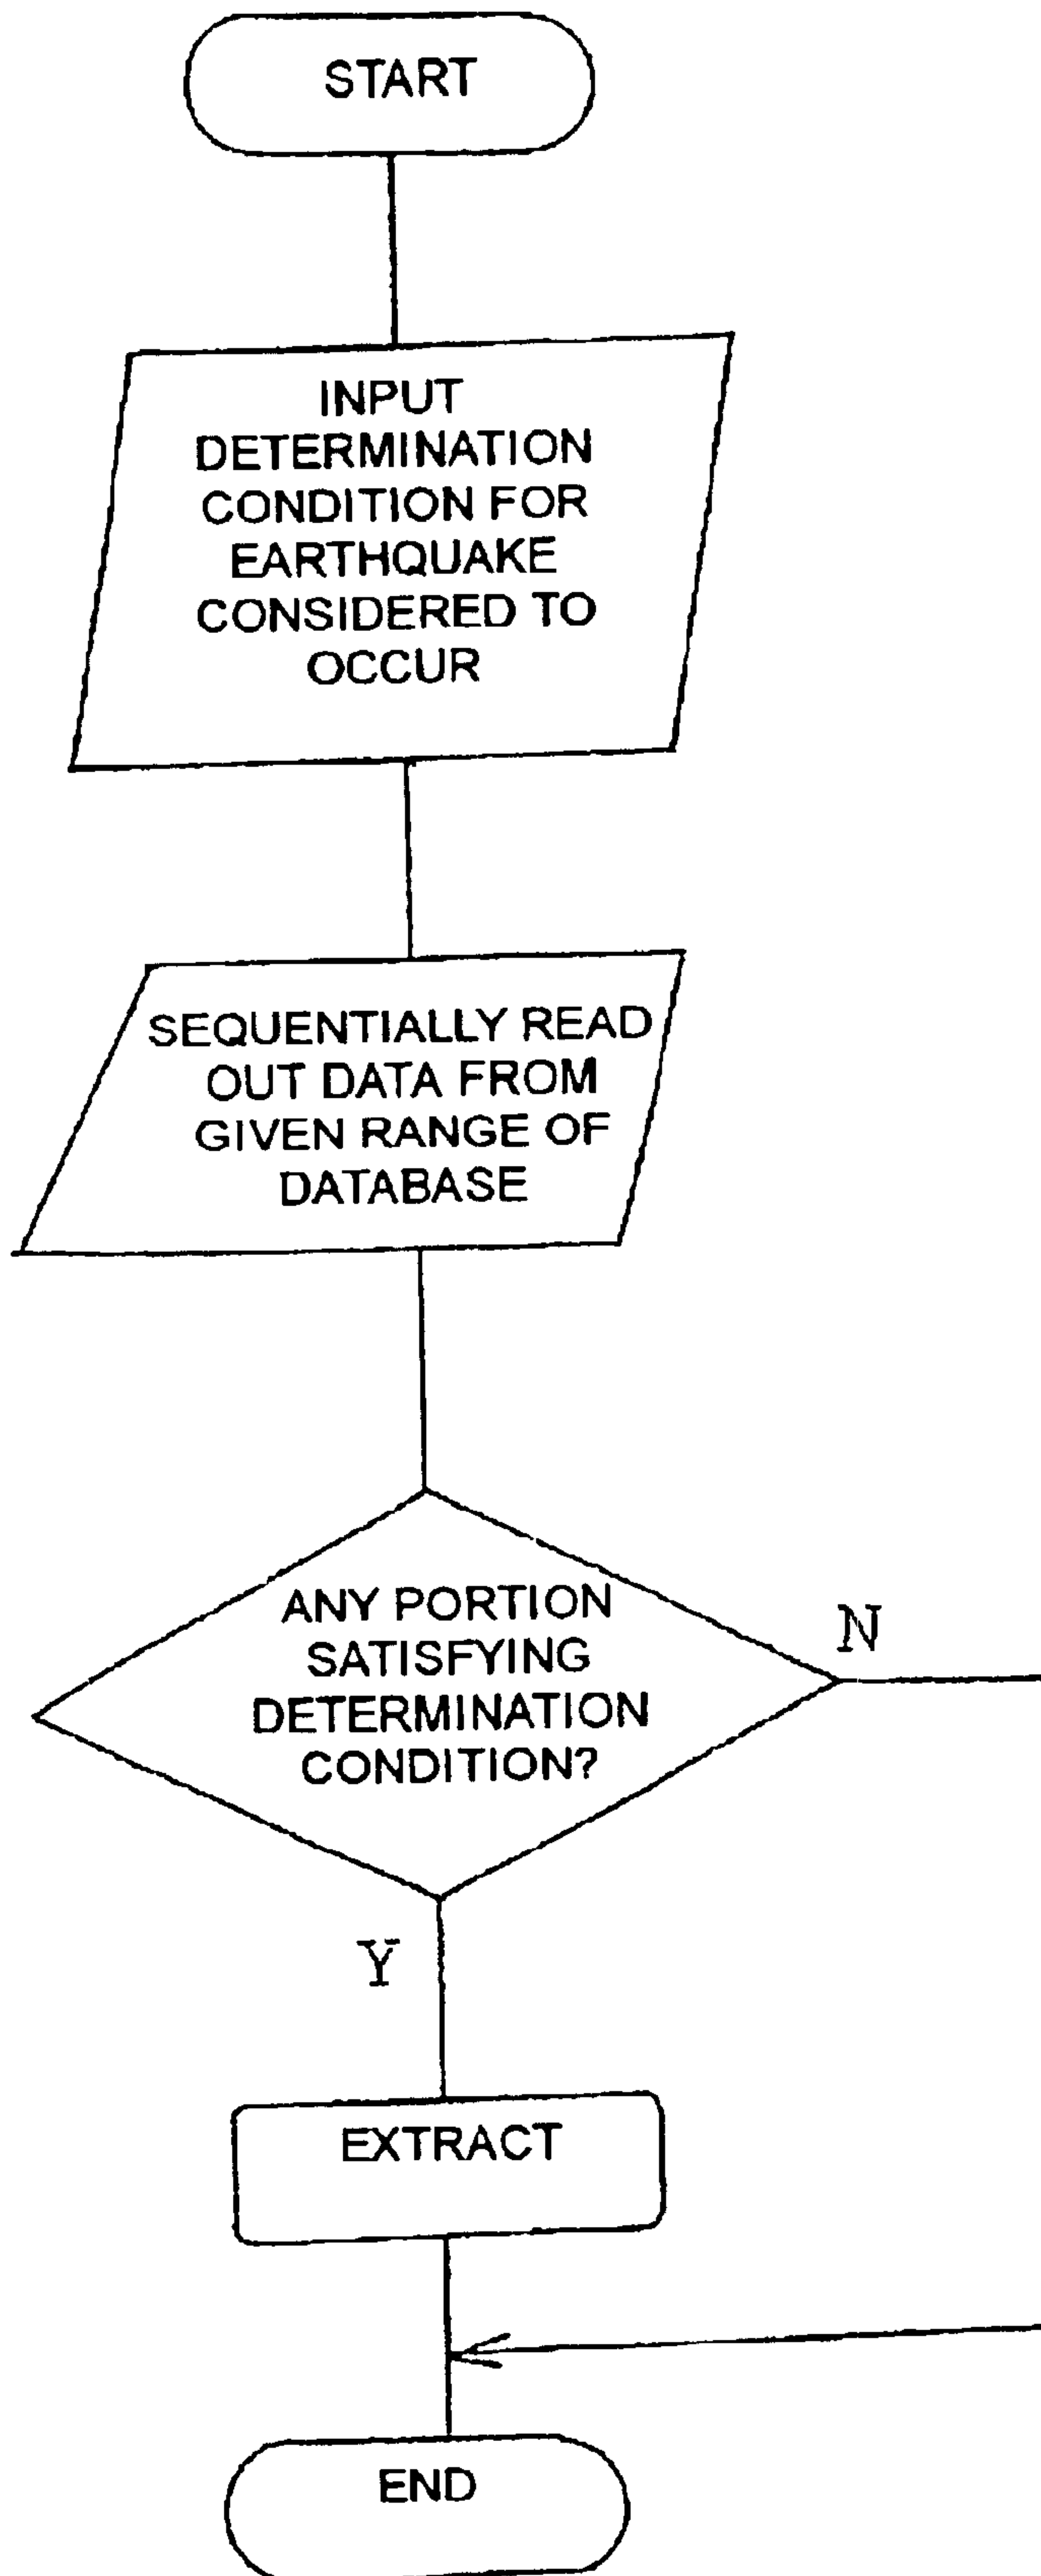 START
INPUT
DETERMINATION
CONDITION FOR
EARTHQUAKE
CONSIDERED TO
OCCUR
SEQUENTIALLY READ
OUT DATA FROM
GIVEN RANGE OF
DATABASE
ANY PORTION
SATISFYING
DETERMINATION
CONDITION?
N
Y
EXTRACT
END